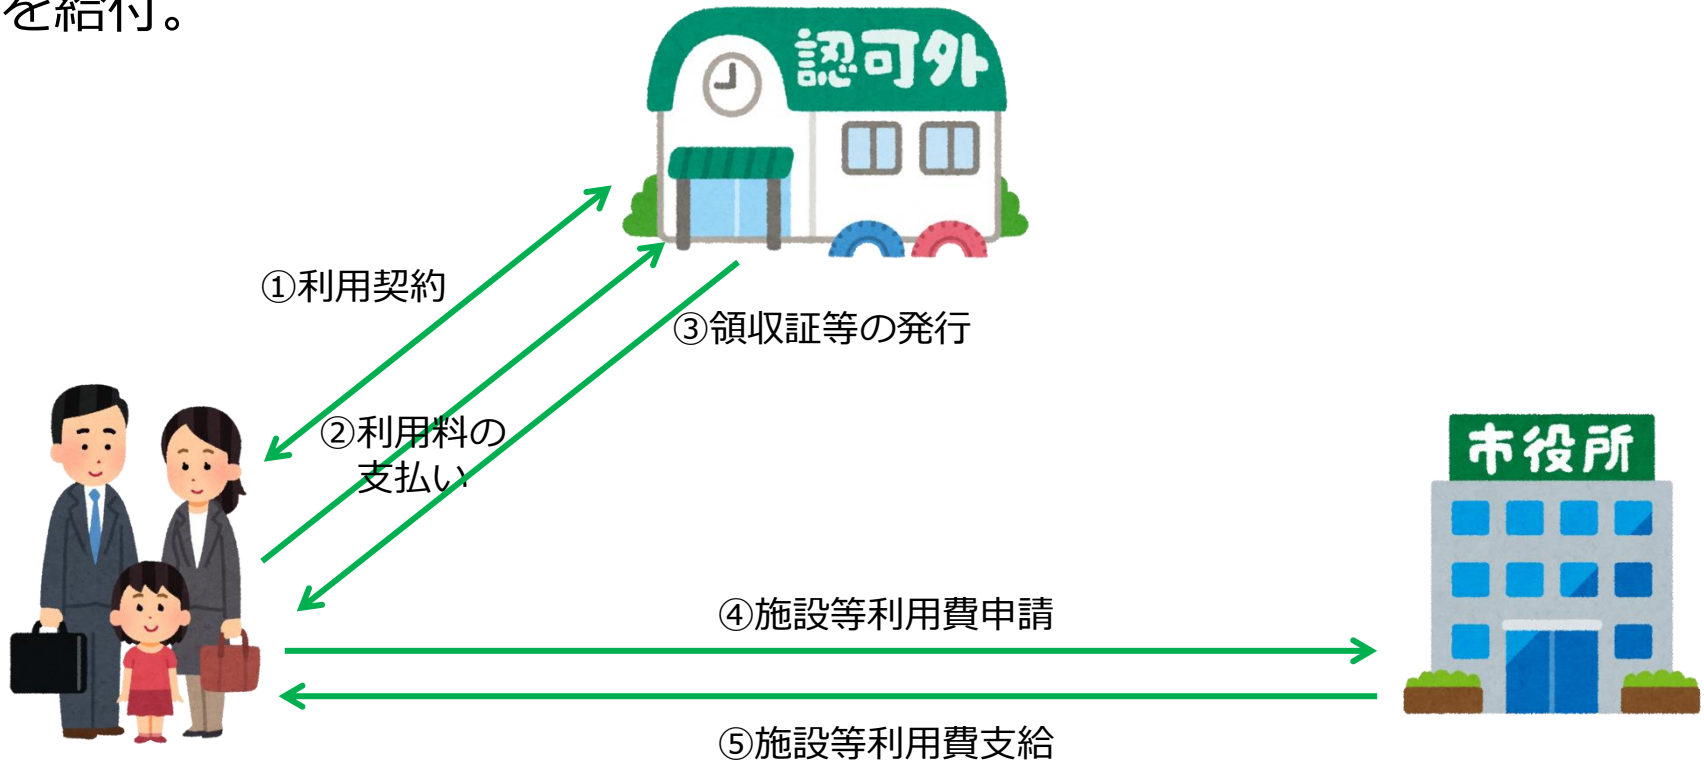 を給付。
認可外
①利用契約
③領収証等の発行
②利用料の
支払い
市役所
④施設等利用費申請
⑤施設等利用費支給